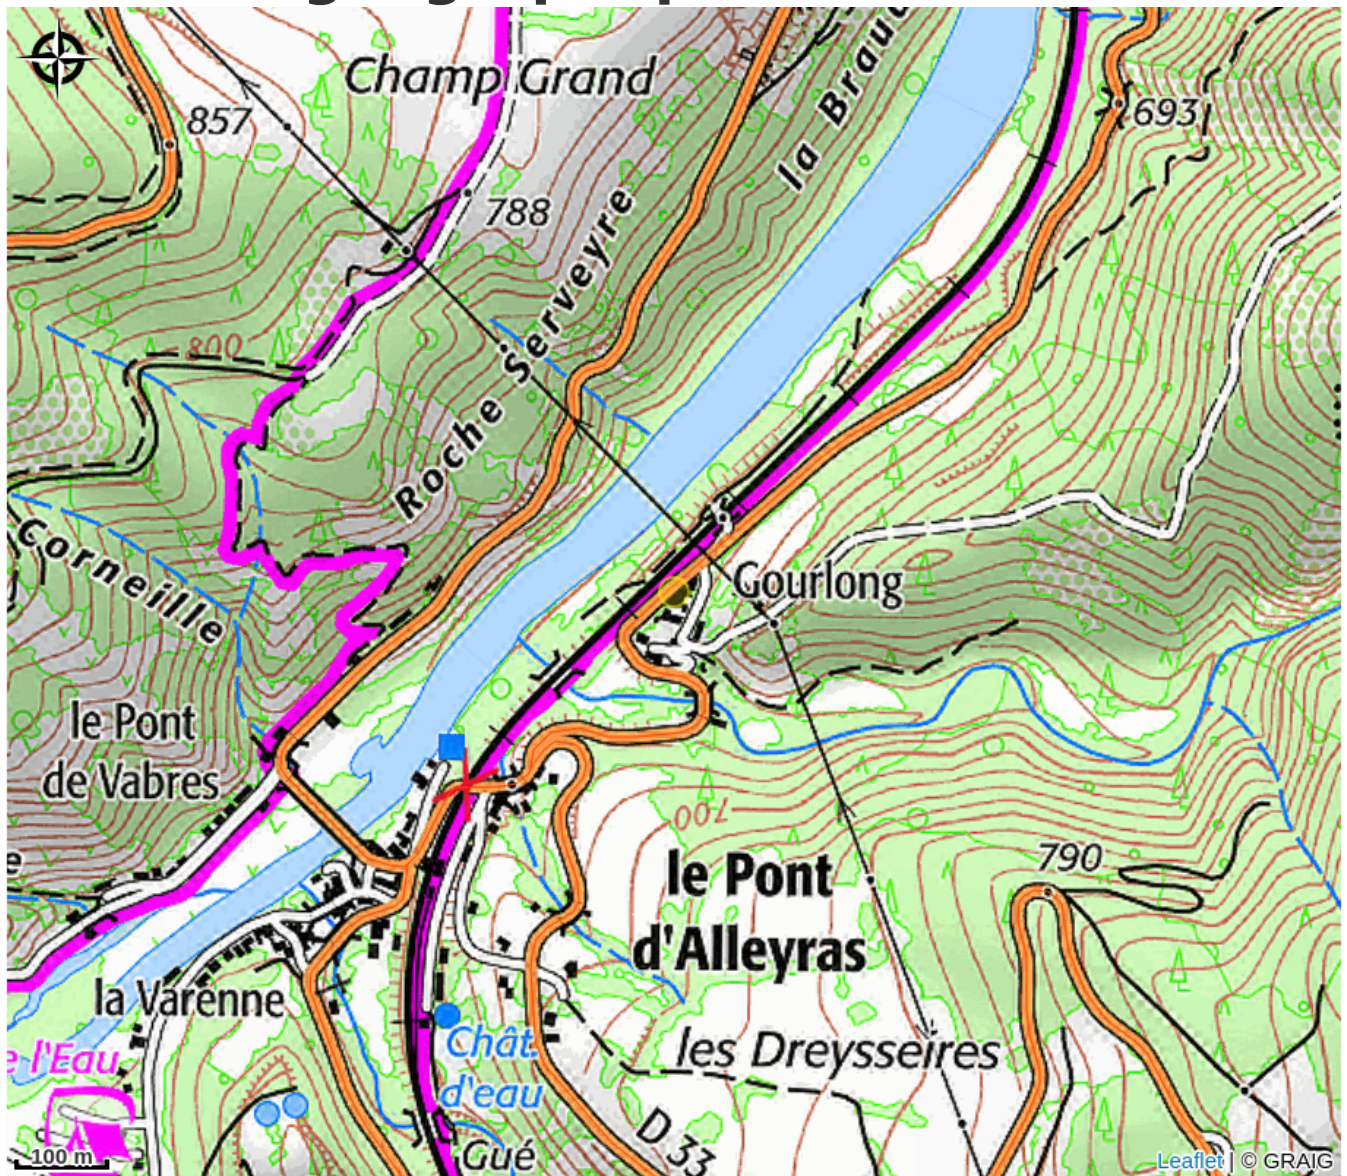 Champ Grand
la Brau
857
693
788
Roche Serveyre
800
Corneille
Gourlong
le Pont
de Vabres
700
790
le Pont
d'Alleyras
la Varenne
Chât.
d'eau
les Dreysseires
e l'Eau
D 33
Gué
100 m
Leaflet | © GRAIG